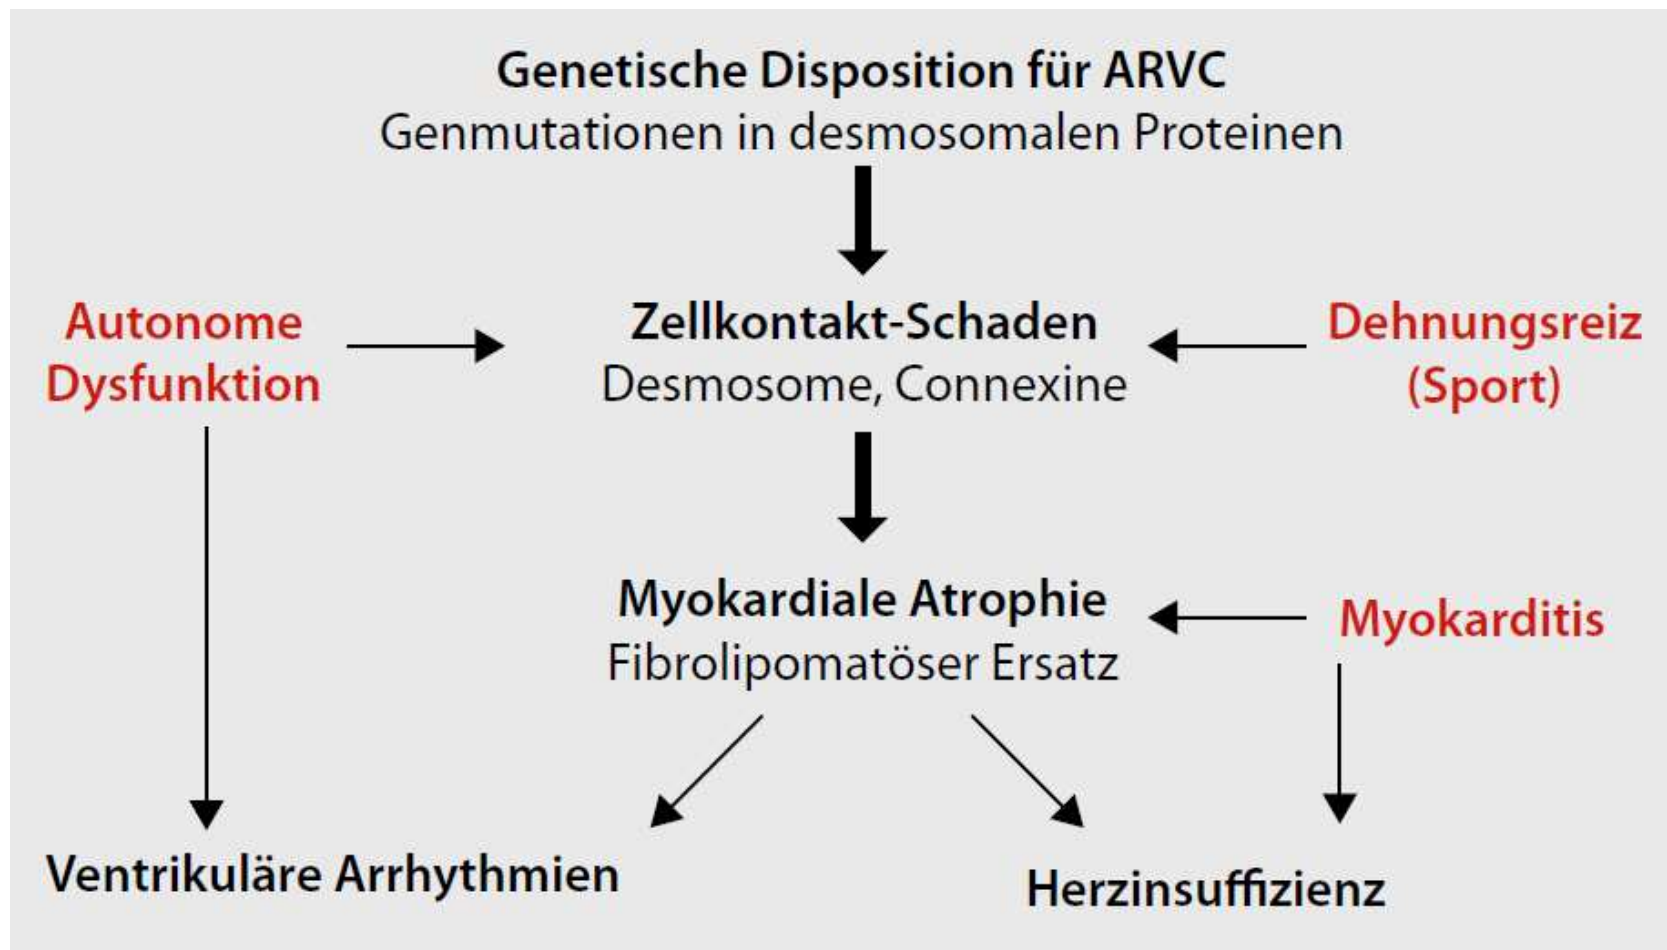 Genetische Disposition für ARVC
Genmutationen in desmosomalen Proteinen
Autonome
Dysfunktion
Zellkontakt-Schaden
Desmosome, Connexine
Dehnungsreiz
(Sport)
Myokardiale Atrophie
Fibrolipomatöser Ersatz
Myokarditis
Ventrikuläre Arrhythmien
Herzinsuffizienz